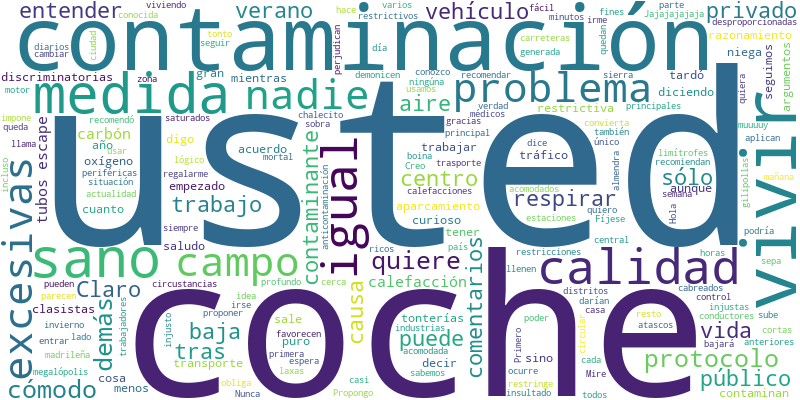 usted
coche
contaminación
vivir
igual
calidad
sano
campo
medida
nadie
problema
excesivas
centro
respirar
sólo
vehículo
privado
entender
verano
aire
Claro
cómodo
demás
baja
tras
trabajo
contaminante
quiere
causa
puede
comentarios
vida
protocolo
público
discriminatorias
mientras
gran
tubos escape
carbón
oxígeno
año
digo
acuerdo
empezado
cuanto
saludo
clasistas
calefacción
aparcamiento
curioso
tener
trabajar
tráfico
restrictiva
diciendo
tardó
niega
seguimos
razonamiento
argumentos
aunque
tonterías
decir
sino
transporte
cosa
menos
puro
sale
contaminan
hace
varios
conocida
viviendo
impone
tonto
seguir
diarios
cambiar
ciudad
zona
motor
perjudican
día
minutos
irme
fácil
restrictivos
carreteras
generada
quedan
fines
parte
Jajajajajaja
desproporcionadas
demonicen
conozco
ninguna
usamos
recomendar
sierra
verdad
médicos
principales
quiera
chalecito
sobra
gracias
principal
boina
Creo
trasporte
calefacciones
dice
también
único
convierta
aplican
muuuuy
gilipollas
mañana
recomendó
usar
saturados
queda
llama
lógico
mortal
periféricas
situación
actualidad
regalarme
siempre
incluso
anticontaminación
almendra
acomodados
estaciones
quiero
Fíjese
limítrofes
recomiendan
semana
Hola
podría
central
restricciones
horas
llenen
distritos
darían
casa
cabreados
control
injustas
conductores
atascos
sube
bajará
sepa
cortas
anteriores
pueden
parecen
circunstancias
profundo
cerca
ricos
país
invierno
entrar
lado
madrileña
megalópolis
trabajadores
injusto
idea
irse
proponer
favorecen
primera
espera
laxas
industrias
acomodada
sabemos
obliga
Nunca
Propongo
casi
insultado
primero
poder
ocurre
restringe
circular
cada
Mire
resto
todos